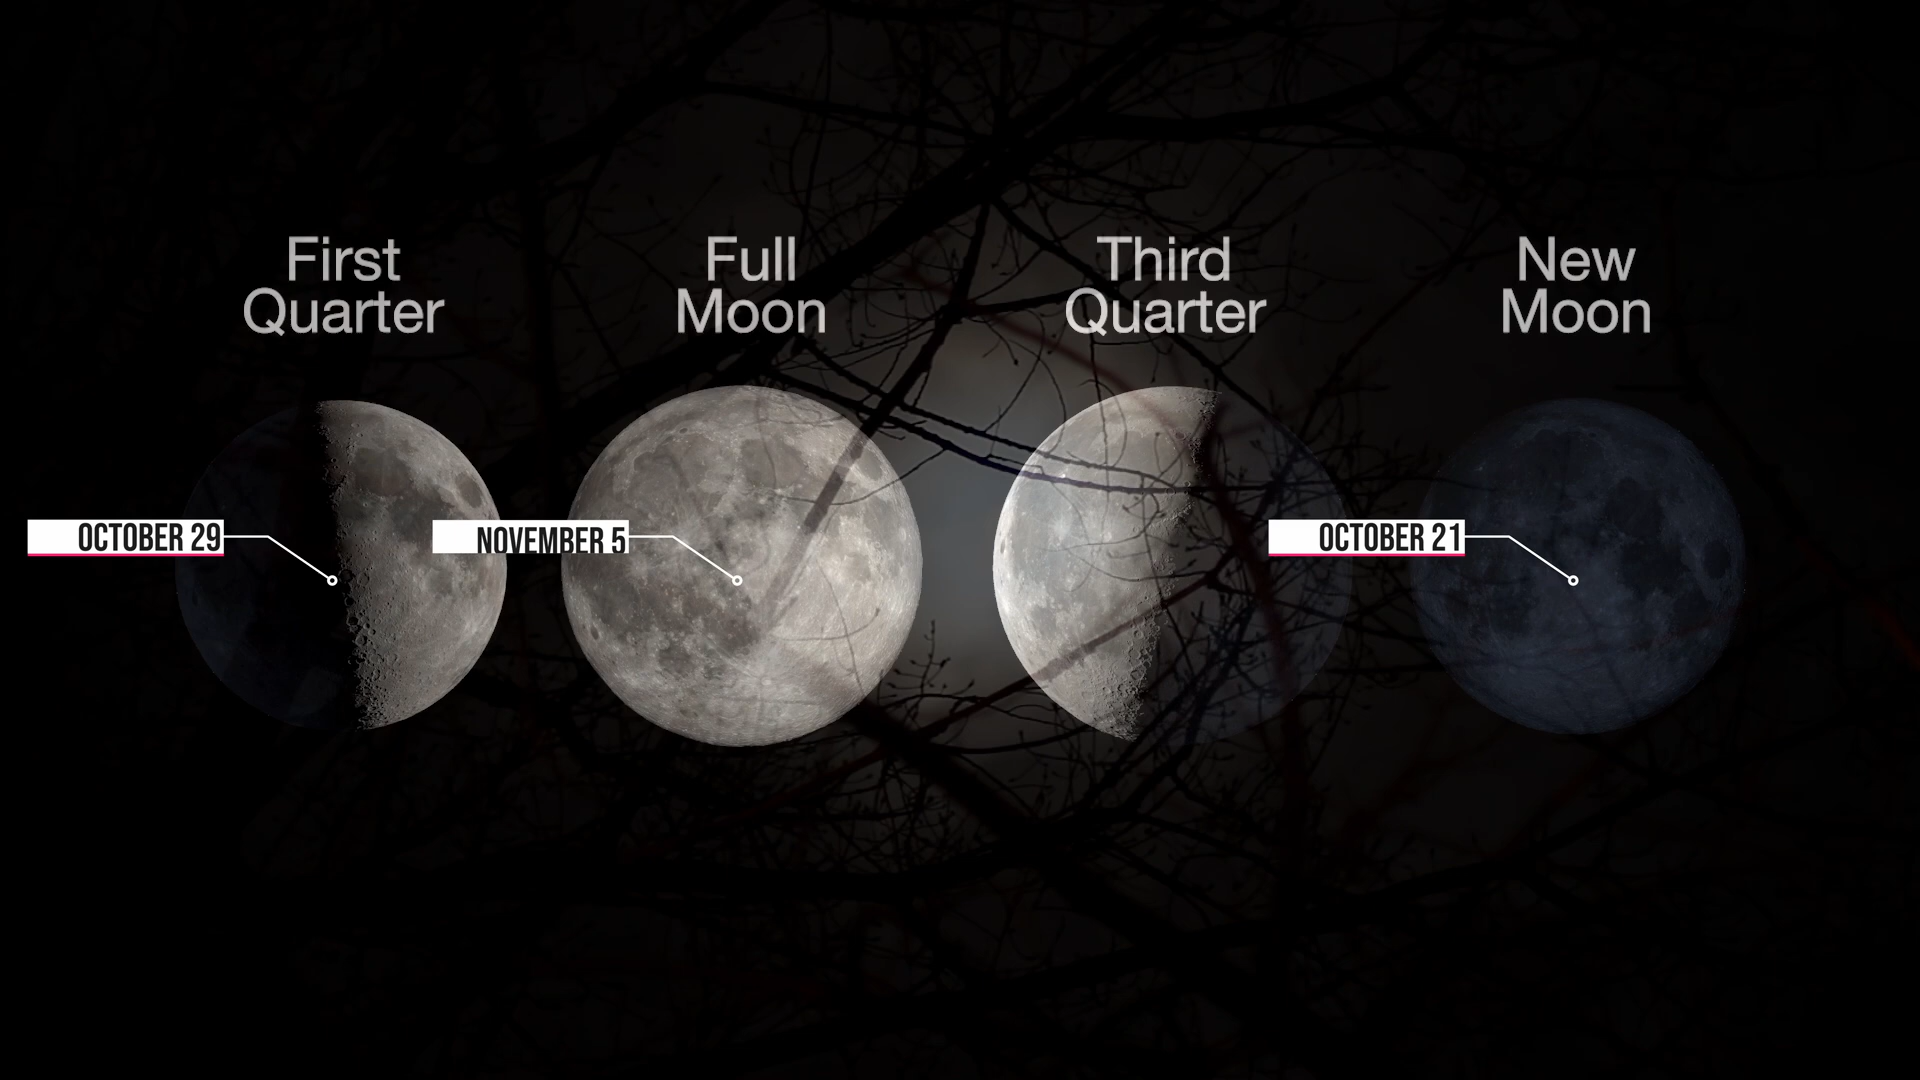 First
Quarter
Full
Moon
Third
Quarter
New
Moon
OCTOBER 29
NOVEMBER 5
OCTOBER 21